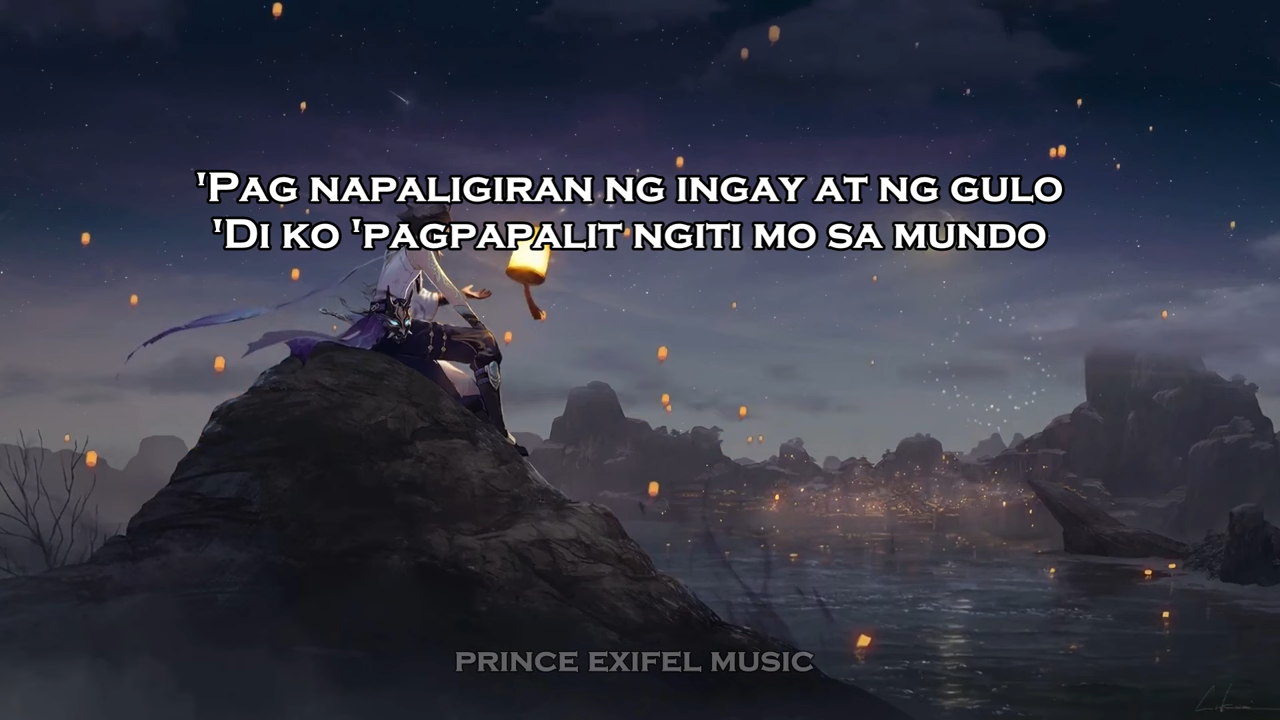 'PAG NAPALIGIRAN NG INGAY AT NG GULO
'DI KO 'PAGPAPALIT NGITI MO SA MUNDO
PRINCE EXIFEL MUSIC